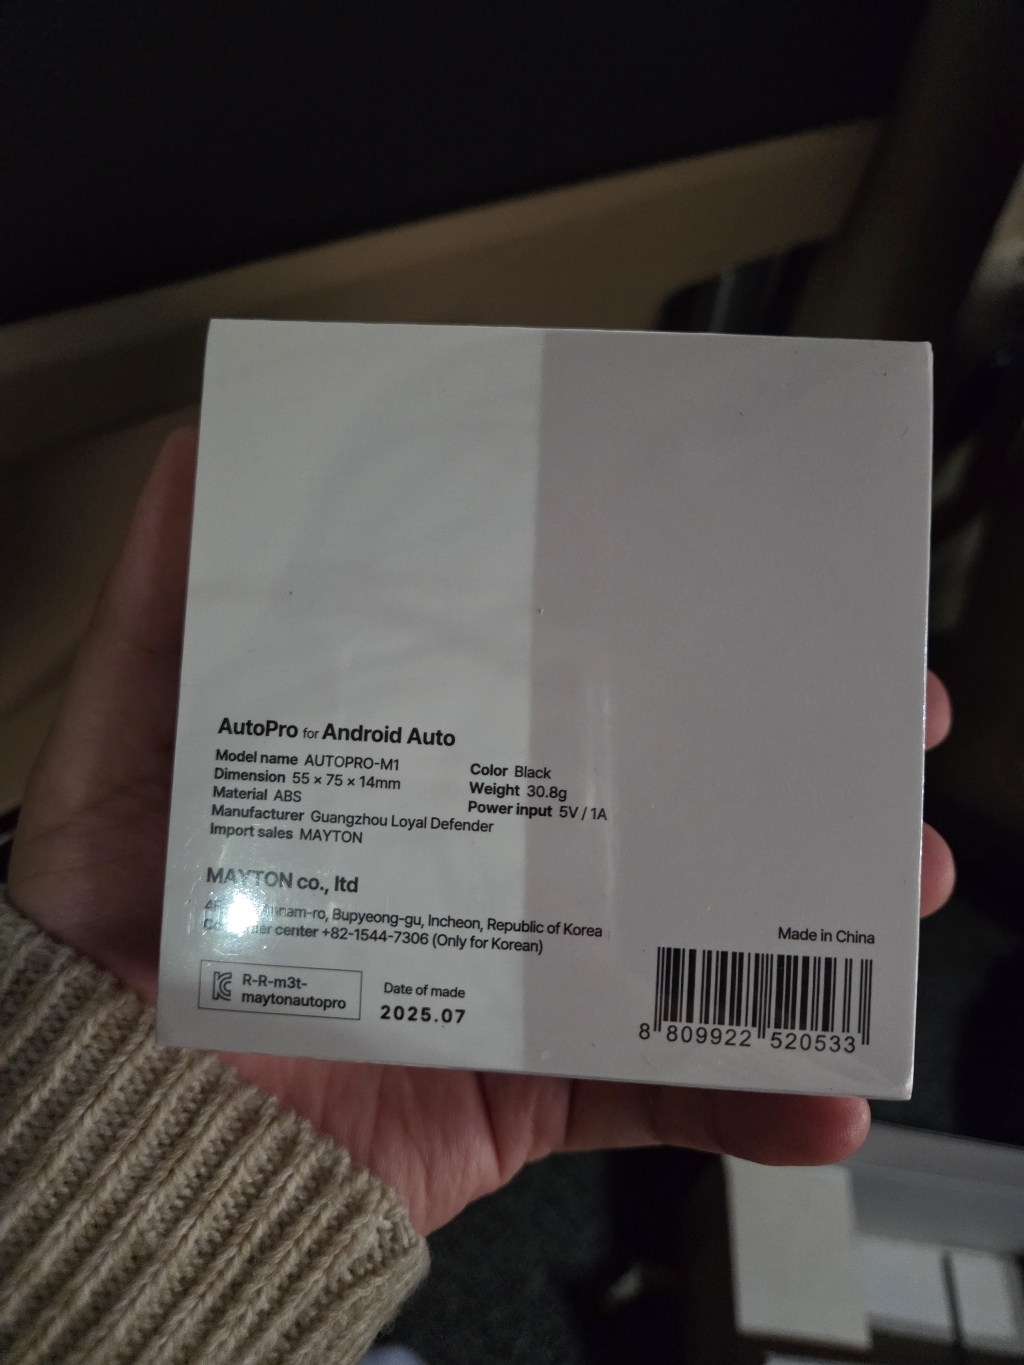 AutoPro for Android Auto
Model name AUTOPRO-M1
Dimension 55 × 75 × 14mm
Material ABS
Manufacturer Guangzhou Loyal Defender
Import sales MAYTON
Color Black
Weight 30.8g
Power input 5V / 1A
MAYTON co., ltd
Bupyeong-gu, Incheon, Republic of Korea
center +82-1544-7306 (Only for Korean)
R-R-m3t-
maytonautopro
Date of made
2025.07
Made in China
8 809922 520533